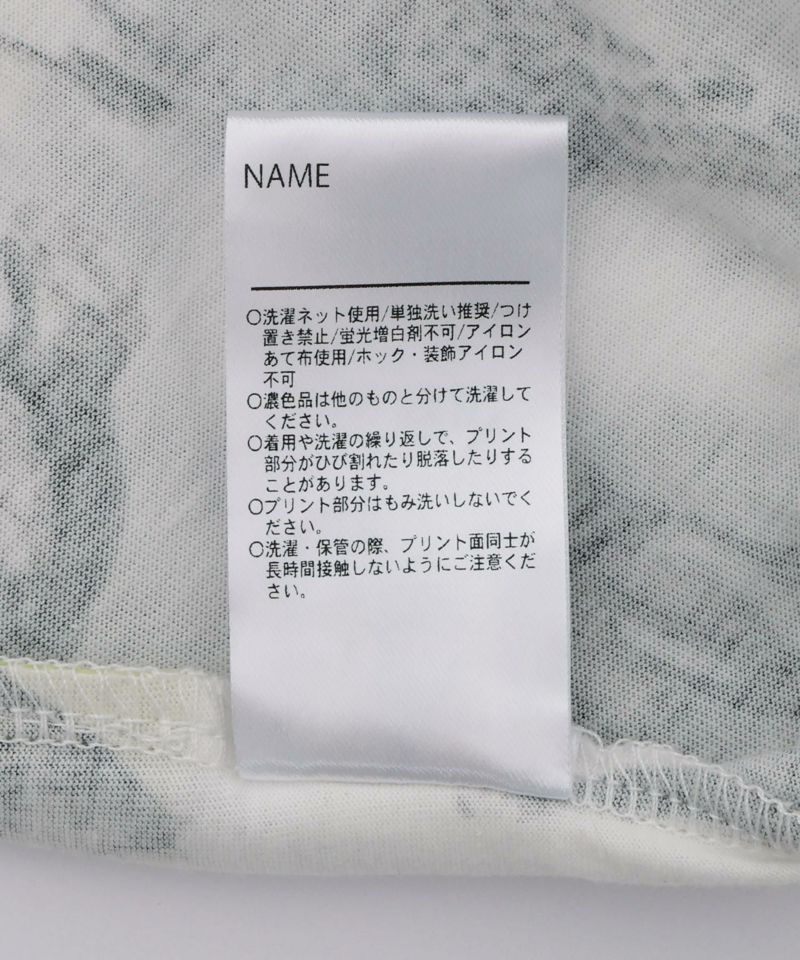 NAME
○洗濯ネット使用/単独洗い推奨/つけ
置き禁止/蛍光増白剤不可/アイロン
あて布使用/ホック・装飾アイロン
不可
○濃色品は他のものと分けて洗濯して
ください。
○着用や洗濯の繰り返しで、プリント
部分がひび割れたり脱落したりする
ことがあります。
○プリント部分はもみ洗いしないでく
ださい。
○洗濯・保管の際、プリント面同士が
長時間接触しないようにご注意くだ
さい。